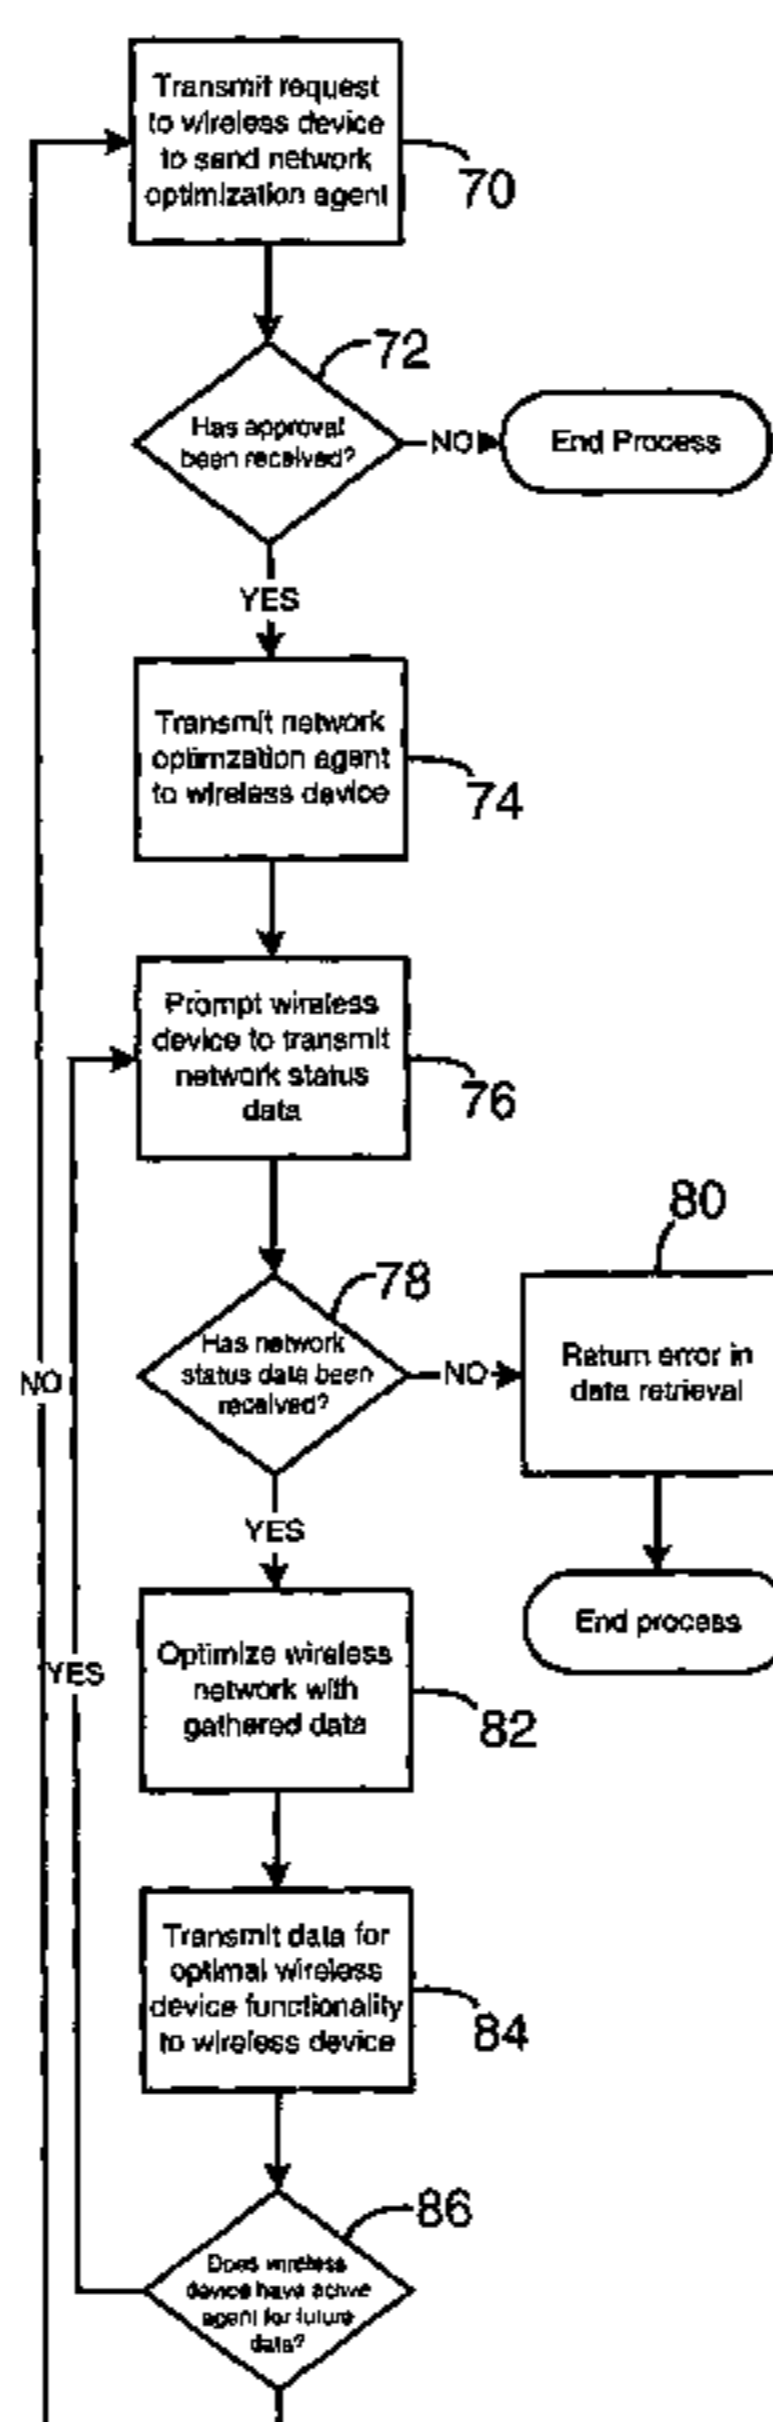 Transmit request
to wireless device
to send network
optimization agent
70
72
Has approval
been received?
NO
End Process
YES
Transmit network
optimzation agent
to wireless device
74
Prompt wireless
device to transmit
network status
data
76
80
78
Has network
status data been
received?
NO
Return error in
data retrieval
NO
YES
End process
Optimize wireless
network with
gathered data
YES
82
Transmit data for
optimal wireless
device functionality
to wireless device
84
86
Does wireless
device have active
agent for future
data?